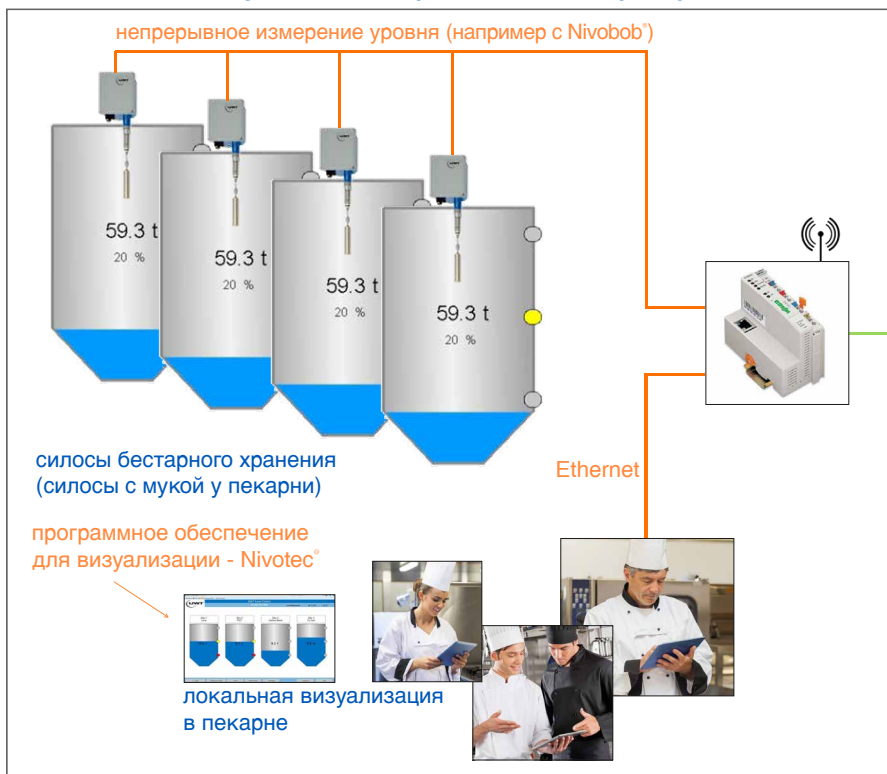 непрерывное измерение уровня (например с Nivobob®)
59.3 t
20 %
59.3 t
20 %
59.3 t
20 %
59.3 t
20 %
силосы бестарного хранения
(силосы с мукой у пекарни)
Ethernet
программное обеспечение
для визуализации - Nivotec®
UWT
локальная визуализация
в пекарне